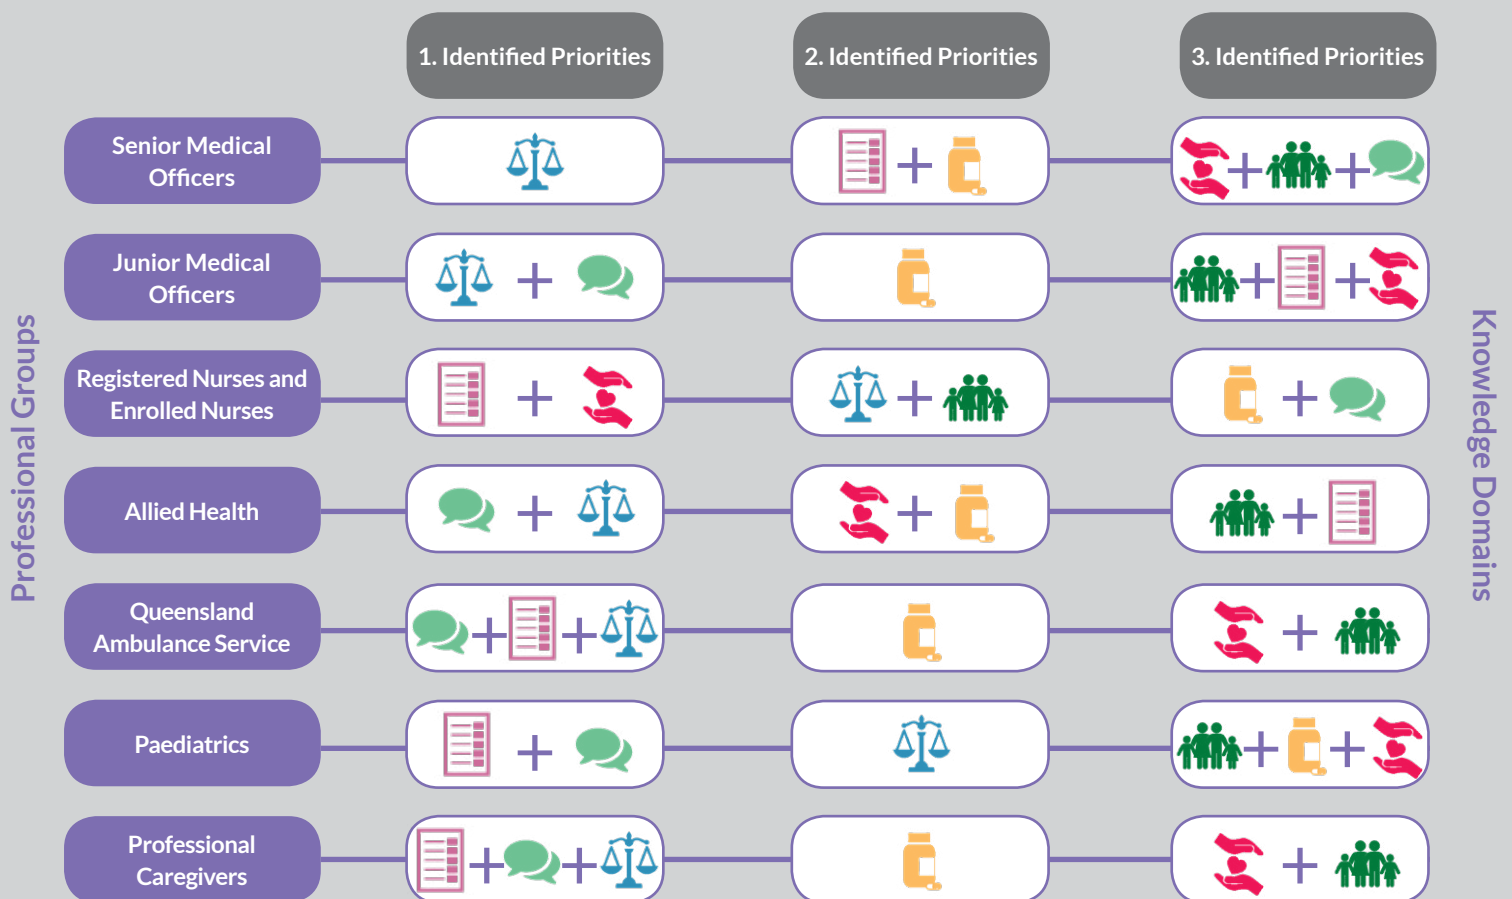 1. Identified Priorities
2. Identified Priorities
3. Identified Priorities
Professional Groups
Knowledge Domains
Senior Medical
Officers
Junior Medical
Officers
Registered Nurses and
Enrolled Nurses
Allied Health
Queensland
Ambulance Service
Paediatrics
Professional
Caregivers